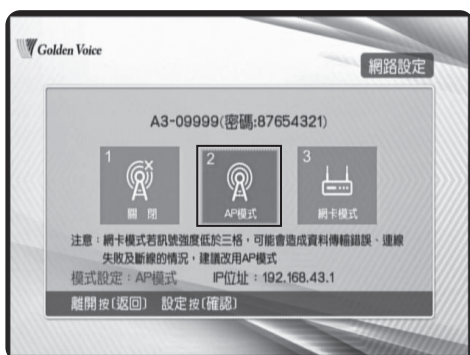 Golden Voice
網路設定
A3-09999(密碼:87654321)
1 2 3
關 閉 AP模式 網卡模式
注意：網卡模式若訊號強度低於三格，可能會造成資料傳輸錯誤、連線
失敗及斷線的情況，建議改用AP模式
模式設定：AP模式 IP位址：192.168.43.1
離開按〔返回〕 設定按〔確認〕